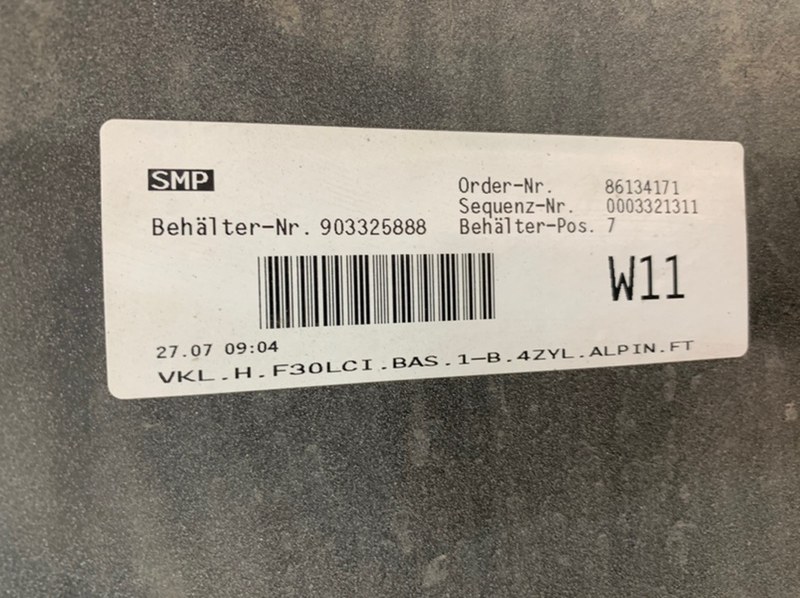 SMP
Order-Nr. 86134171
Sequenz-Nr. 0003321311
Behälter-Nr. 903325888
Behälter-Pos. 7
W11
27.07 09:04
VKL.H.F30LCI.BAS.1-B.4ZYL.ALPIN.FT